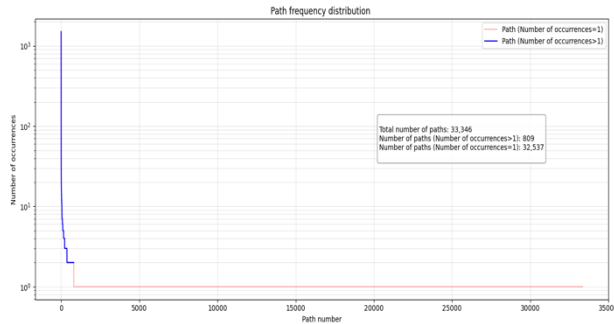 Path frequency distribution
Path (Number of occurrences=1)
Path (Number of occurrences>1)
Total number of paths: 33,346
Number of paths (Number of occurrences>1): 809
Number of paths (Number of occurrences=1): 32,537
Number of occurrences
10³
10²
10¹
10⁰
0 5000 10000 15000 20000 25000 30000 35000
Path number